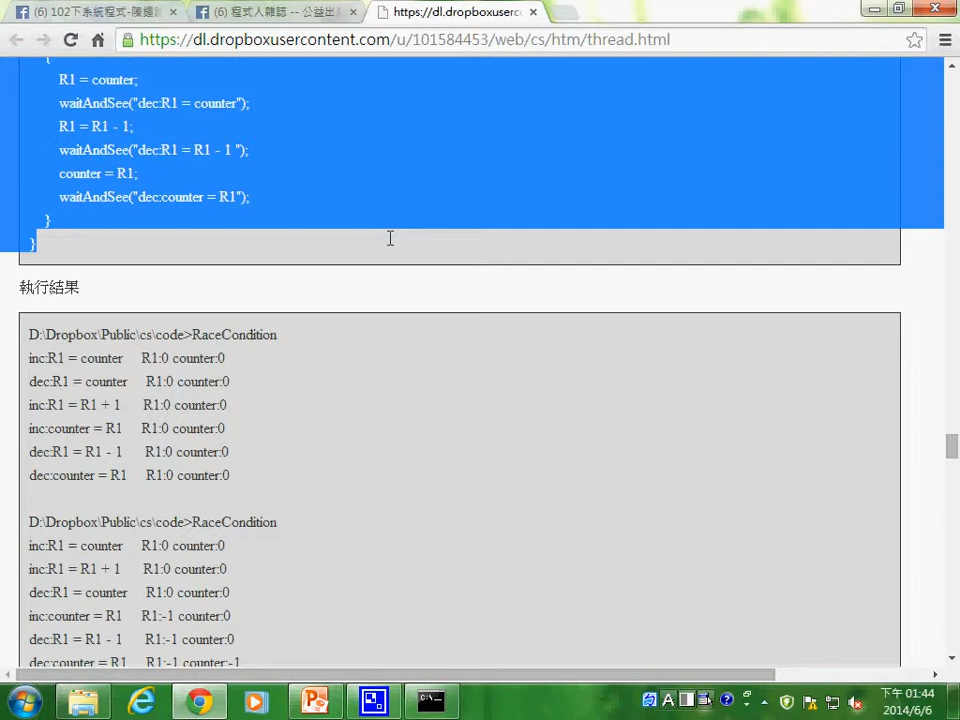 (6) 102下系統程式-陳鍾
(6) 程式人雜誌 -- 公益出
https://dl.dropboxuserc
https://dl.dropboxusercontent.com/u/101584453/web/cs/htm/thread.html
{
R1 = counter;
waitAndSee("dec:R1 = counter");
R1 = R1 - 1;
waitAndSee("dec:R1 = R1 - 1 ");
counter = R1;
waitAndSee("dec:counter = R1");
}
}
執行結果
D:\Dropbox\Public\cs\code>RaceCondition
inc:R1 = counter R1:0 counter:0
dec:R1 = counter R1:0 counter:0
inc:R1 = R1 + 1 R1:0 counter:0
inc:counter = R1 R1:0 counter:0
dec:R1 = R1 - 1 R1:0 counter:0
dec:counter = R1 R1:0 counter:0
D:\Dropbox\Public\cs\code>RaceCondition
inc:R1 = counter R1:0 counter:0
inc:R1 = R1 + 1 R1:0 counter:0
dec:R1 = counter R1:0 counter:0
inc:counter = R1 R1:-1 counter:0
dec:R1 = R1 - 1 R1:-1 counter:0
dec:counter = R1 R1:-1 counter:-1
下午 01:44
2014/6/6